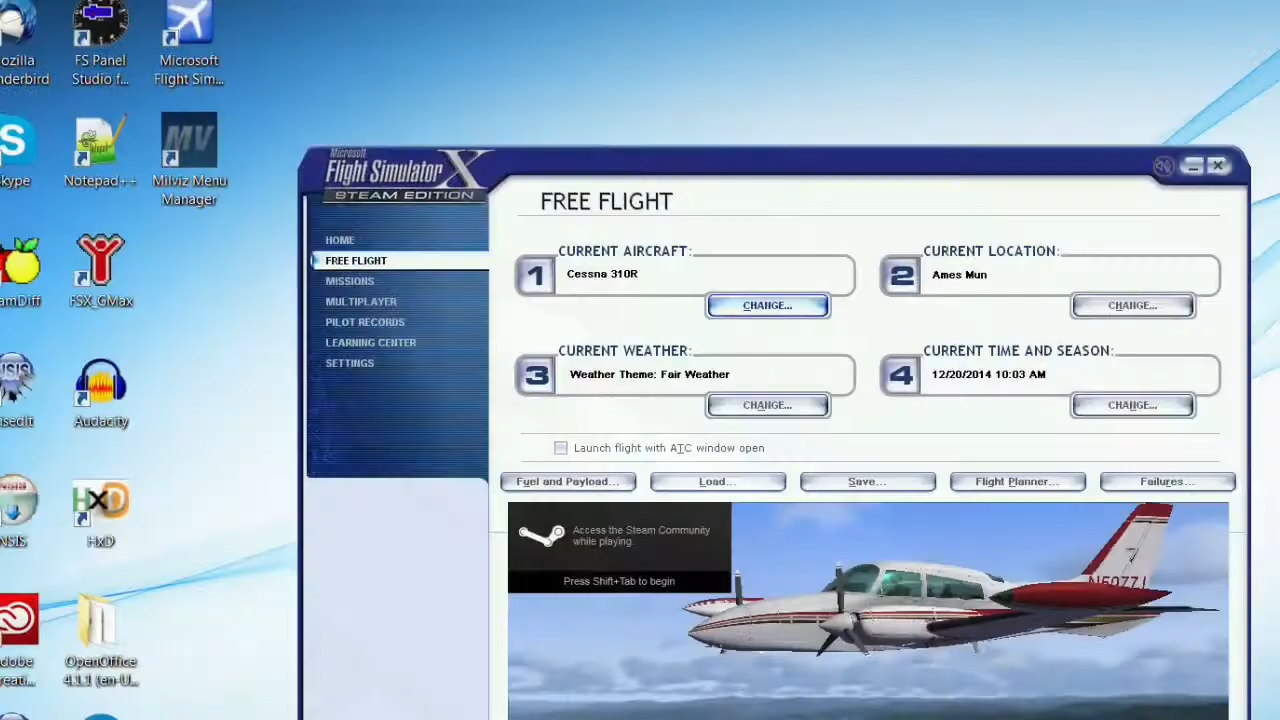 ozilla
nderbird
FS Panel
Studio f...
Microsoft
Flight Sim...
kype
Notepad++
MV
Milviz Menu
Manager
amDiff
FSX_GMax
isedit
Audacity
NSIS
HxD
HxD
dobe
reati...
OpenOffice
4.1.1 (en-U...
Microsoft
Flight Simulator X
STEAM EDITION
HOME
FREE FLIGHT
MISSIONS
MULTIPLAYER
PILOT RECORDS
LEARNING CENTER
SETTINGS
FREE FLIGHT
1
CURRENT AIRCRAFT:
Cessna 310R
CHANGE...
2
CURRENT LOCATION:
Ames Mun
CHANGE...
3
CURRENT WEATHER:
Weather Theme: Fair Weather
CHANGE...
4
CURRENT TIME AND SEASON:
12/20/2014 10:03 AM
CHANGE...
Launch flight with ATC window open
Fuel and Payload...
Load...
Save...
Flight Planner...
Failures...
Access the Steam Community
while playing.
Press Shift+Tab to begin